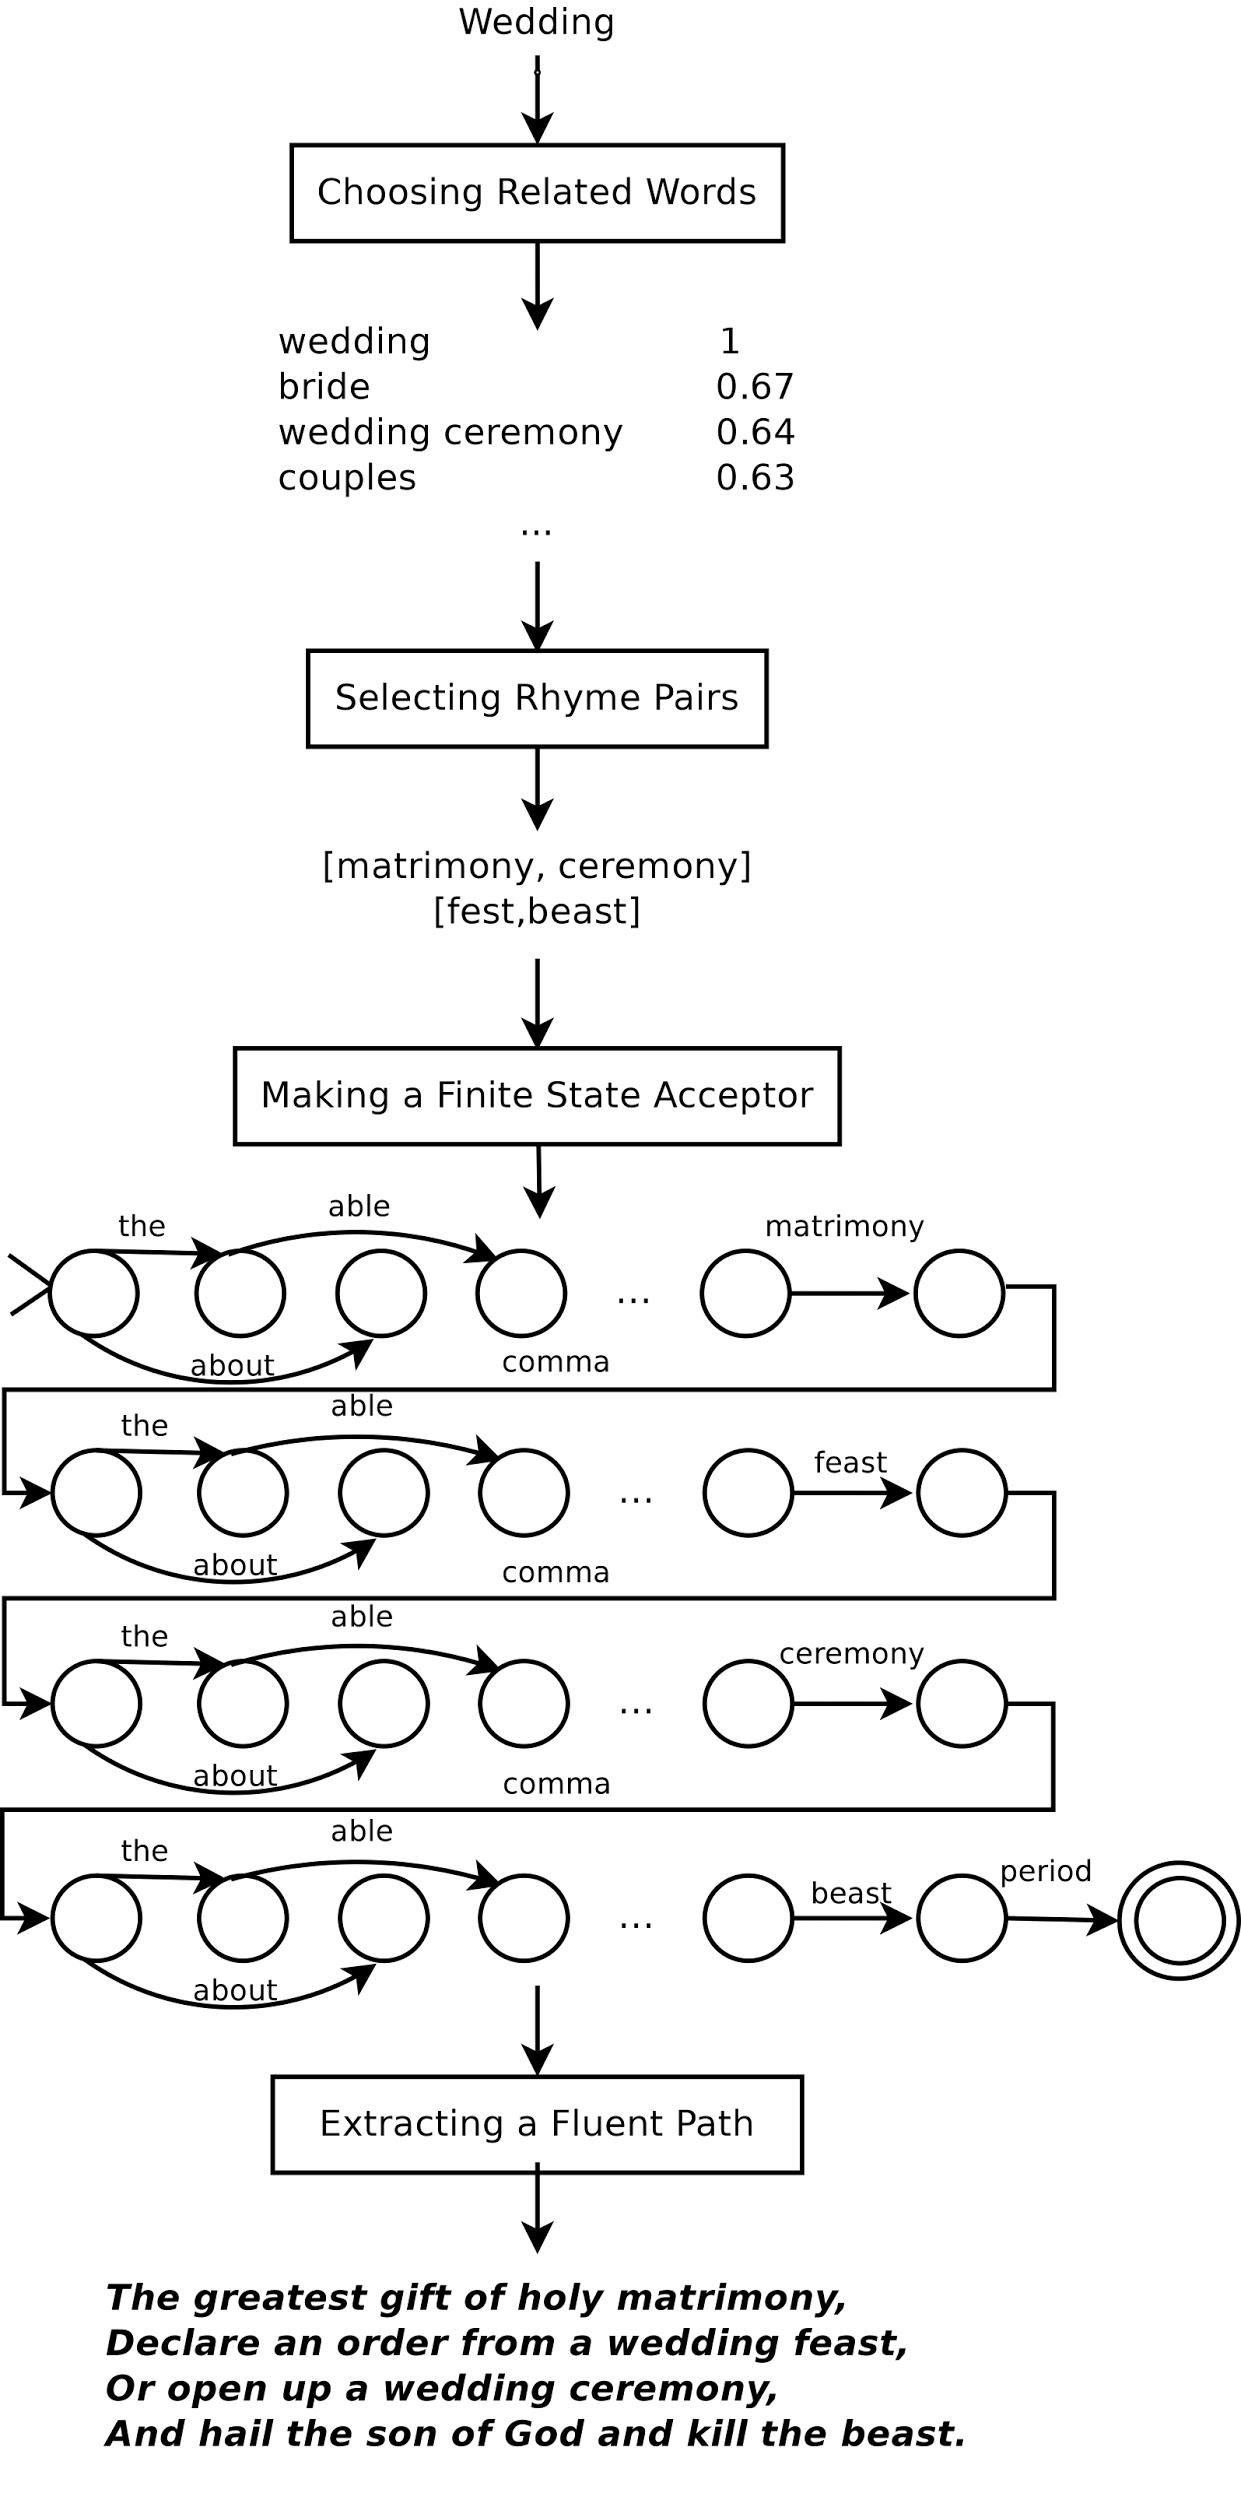 Wedding
Choosing Related Words
wedding 1
bride 0.67
wedding ceremony 0.64
couples 0.63
...
Selecting Rhyme Pairs
[matrimony, ceremony]
[fest,beast]
Making a Finite State Acceptor
the able matrimony
...
about comma
the able feast
...
about comma
the able ceremony
...
about comma
the able beast period
...
about
Extracting a Fluent Path
The greatest gift of holy matrimony,
Declare an order from a wedding feast,
Or open up a wedding ceremony,
And hail the son of God and kill the beast.